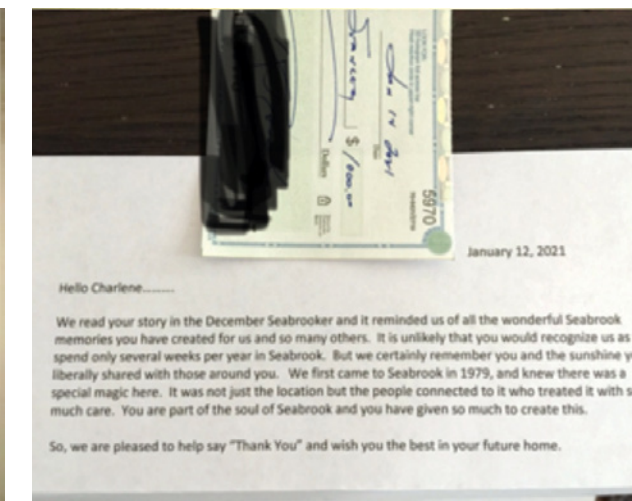 5970
$ 1000.00
Dollars
January 12, 2021
Hello Charlene.........
We read your story in the December Seabrooker and it reminded us of all the wonderful Seabrook
memories you have created for us and so many others. It is unlikely that you would recognize us as
spend only several weeks per year in Seabrook. But we certainly remember you and the sunshine y
liberally shared with those around you. We first came to Seabrook in 1979, and knew there was a
special magic here. It was not just the location but the people connected to it who treated it with s
much care. You are part of the soul of Seabrook and you have given so much to create this.
So, we are pleased to help say "Thank You" and wish you the best in your future home.